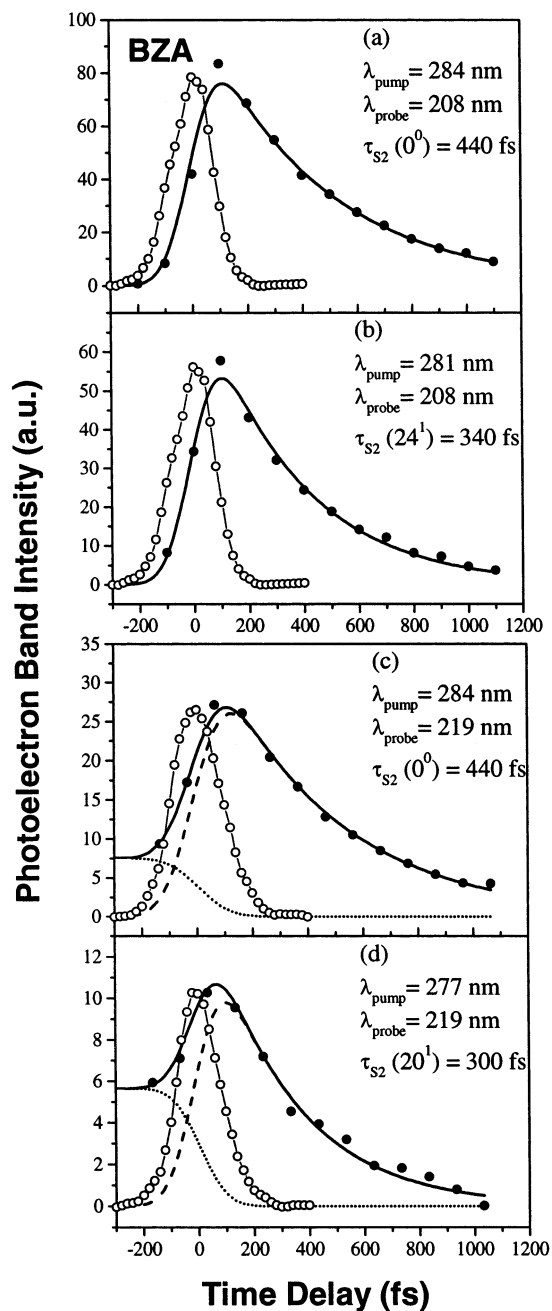 BZA
(a)
λpump= 284 nm
λprobe= 208 nm
τS2 (0⁰) = 440 fs
100
80
60
40
20
0
(b)
λpump= 281 nm
λprobe= 208 nm
τS2 (24¹) = 340 fs
60
50
40
30
20
10
0
-200 0 200 400 600 800 1000 1200
Photoelectron Band Intensity (a.u.)
(c)
λpump= 284 nm
λprobe= 219 nm
τS2 (0⁰) = 440 fs
35
30
25
20
15
10
5
0
(d)
λpump= 277 nm
λprobe= 219 nm
τS2 (20¹) = 300 fs
12
10
8
6
4
2
0
-200 0 200 400 600 800 1000 1200
Time Delay (fs)